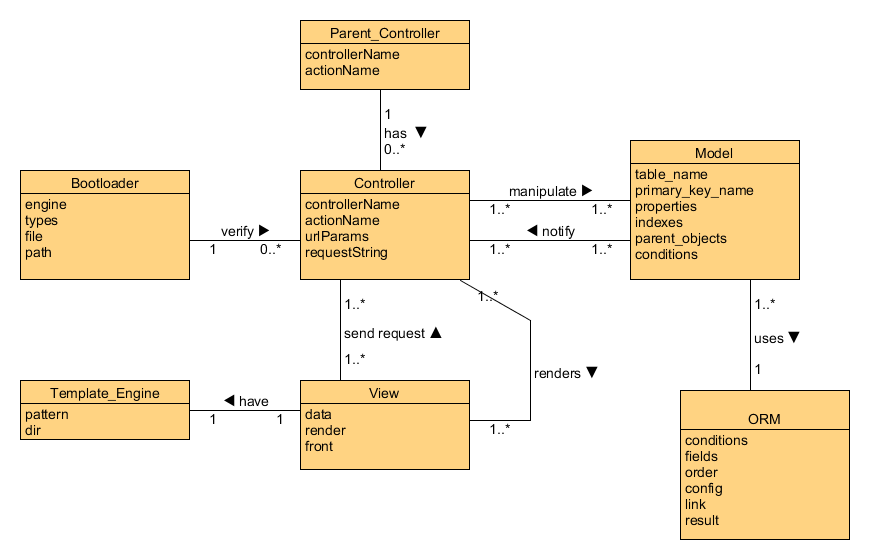 Parent_Controller
controllerName
actionName
1
has ▼
0..*
Bootloader
engine
types
file
path
verify ▶
1
0..*
Controller
controllerName
actionName
urlParams
requestString
manipulate ▶
1..*
1..*
◀ notify
1..*
1..*
Model
table_name
primary_key_name
properties
indexes
parent_objects
conditions
1..*
send request ▲
1..*
1..*
renders ▼
1..*
1..*
uses ▼
1
Template_Engine
pattern
dir
◀ have
1
1
View
data
render
front
ORM
conditions
fields
order
config
link
result